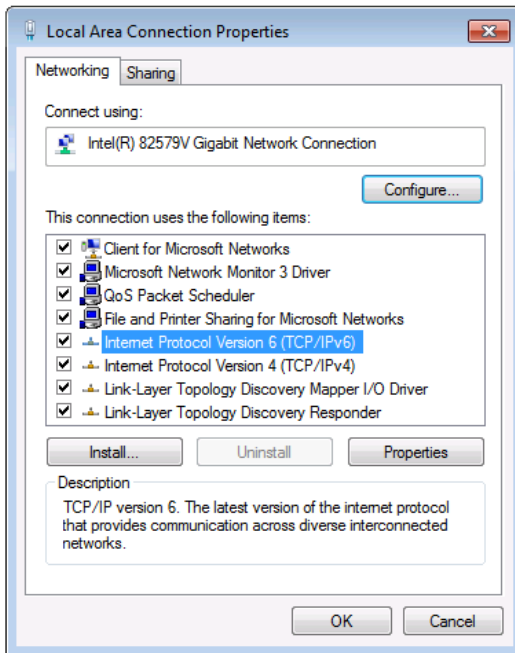 Local Area Connection Properties
Networking
Sharing
Connect using:
Intel(R) 82579V Gigabit Network Connection
Configure...
This connection uses the following items:
Client for Microsoft Networks
Microsoft Network Monitor 3 Driver
QoS Packet Scheduler
File and Printer Sharing for Microsoft Networks
Internet Protocol Version 6 (TCP/IPv6)
Internet Protocol Version 4 (TCP/IPv4)
Link-Layer Topology Discovery Mapper I/O Driver
Link-Layer Topology Discovery Responder
Install...
Uninstall
Properties
Description
TCP/IP version 6. The latest version of the internet protocol
that provides communication across diverse interconnected
networks.
OK
Cancel